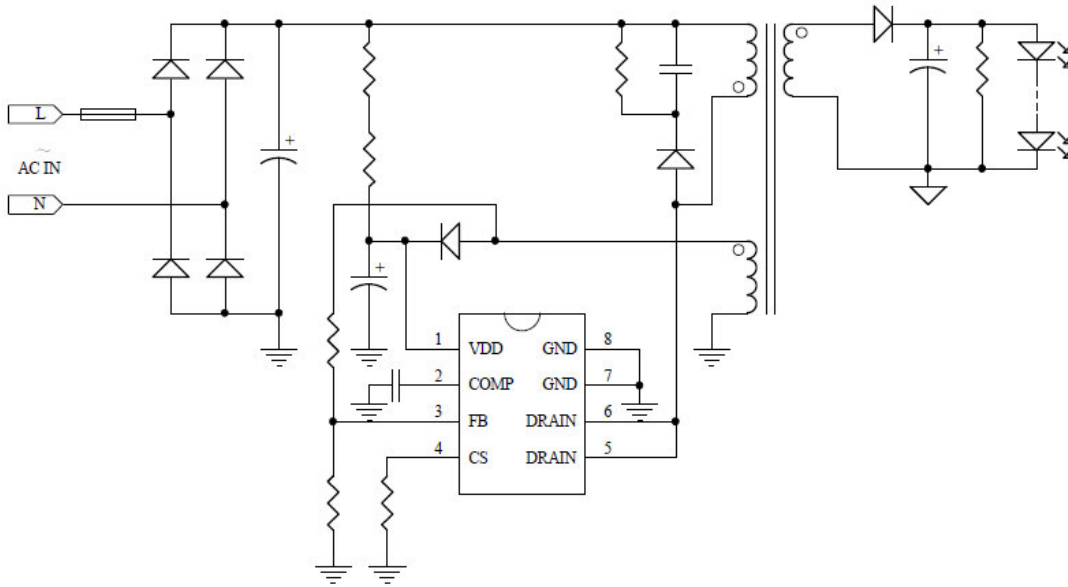 L
~
AC IN
N
+
+
+
1 VDD GND 8
2 COMP GND 7
3 FB DRAIN 6
4 CS DRAIN 5